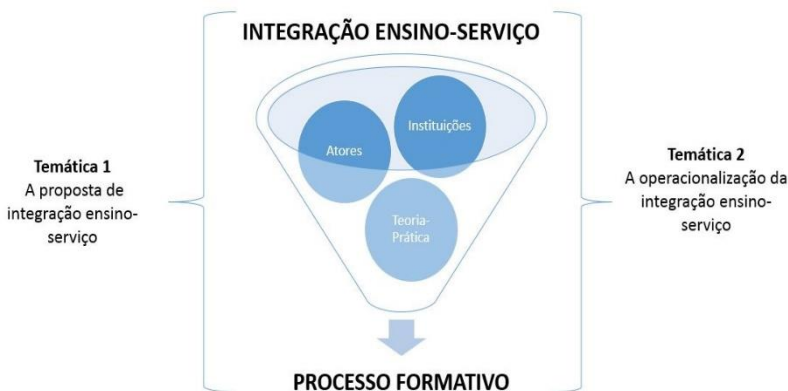 INTEGRAÇÃO ENSINO-SERVIÇO
Temática 1
A proposta de
integração ensino-
serviço
Atores
Instituições
Teoria-
Prática
Temática 2
A operacionalização da
integração ensino-
serviço
PROCESSO FORMATIVO